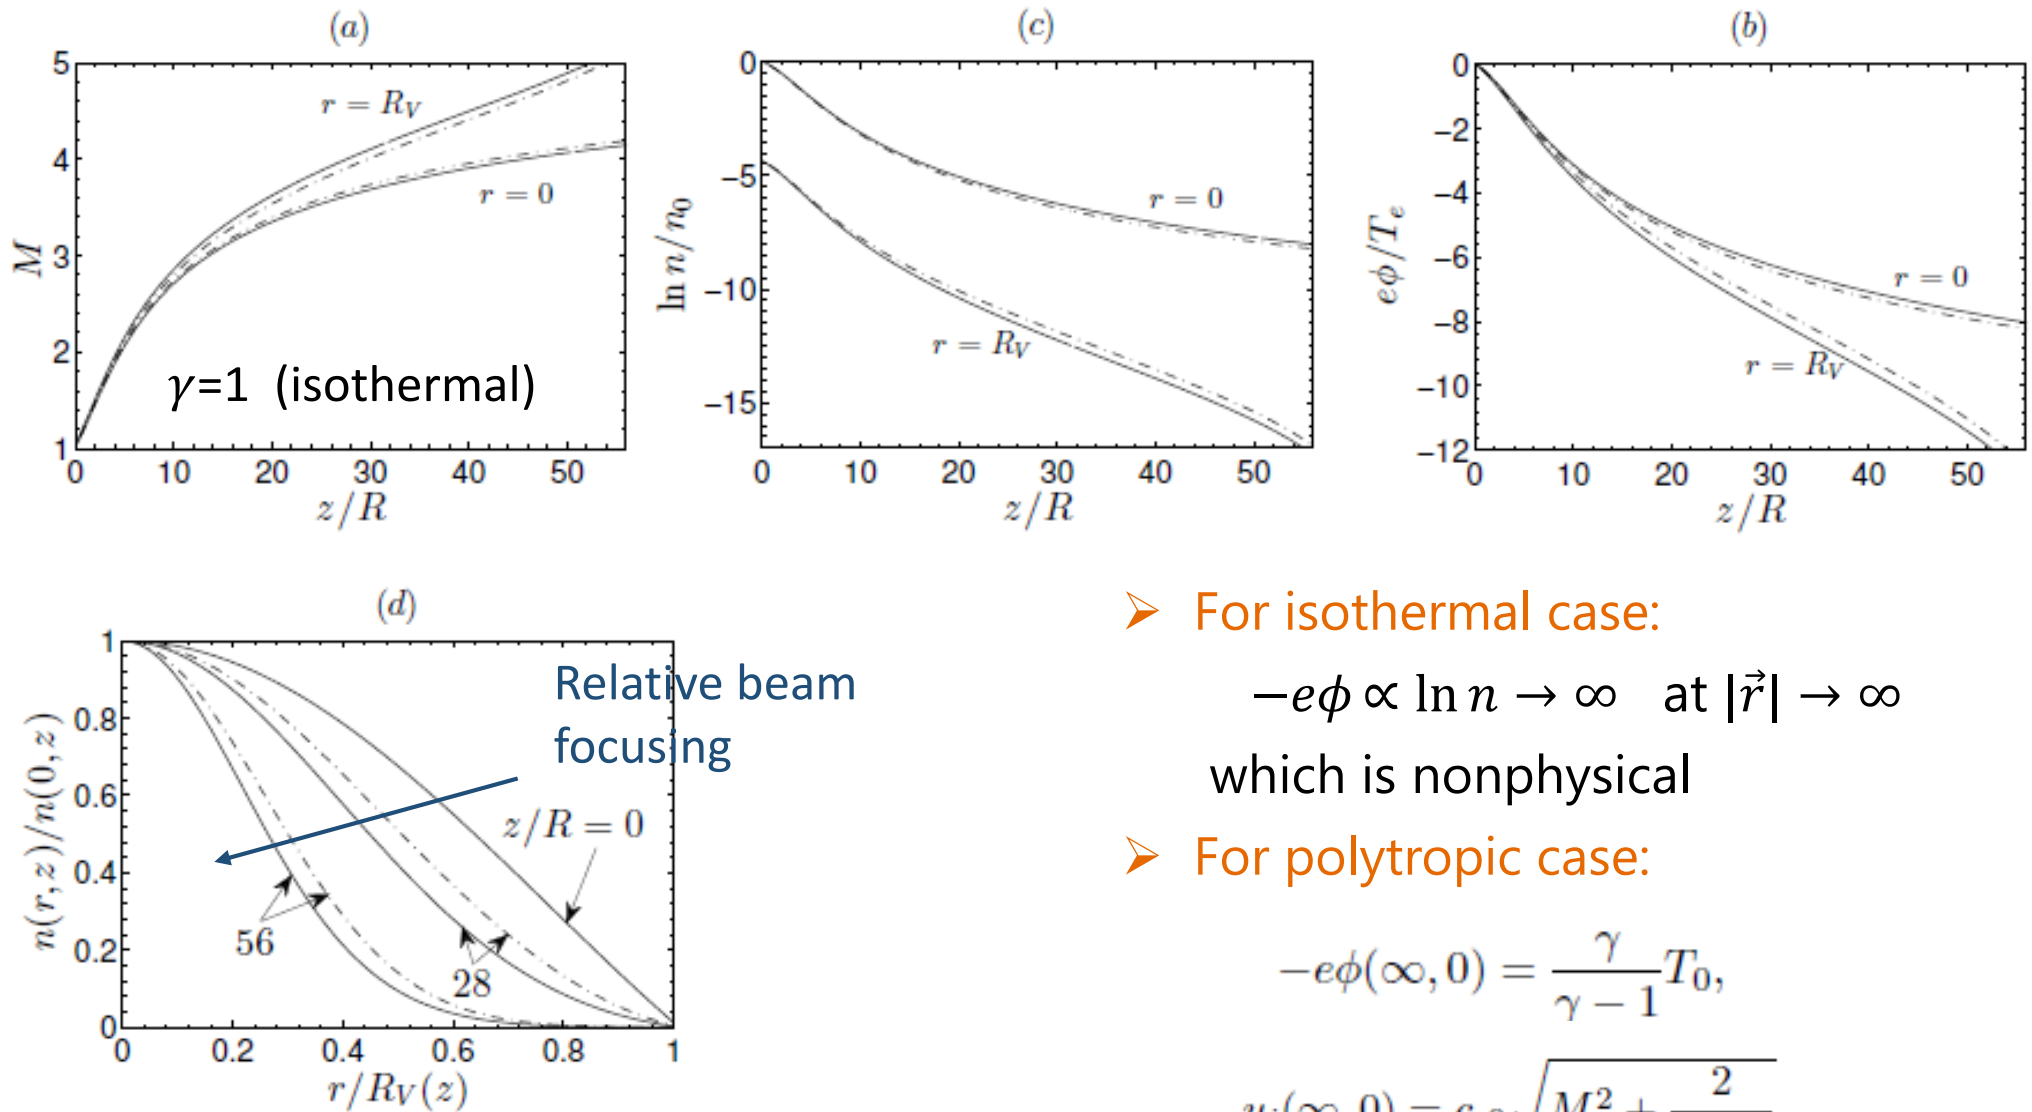 (a)
5
4
3
2
1
M
r = R_V
r = 0
γ=1 (isothermal)
0 10 20 30 40 50
z/R
(c)
0
−5
−10
−15
ln n/n_0
r = 0
r = R_V
0 10 20 30 40 50
z/R
(b)
0
−2
−4
−6
−8
−10
−12
eϕ/T_e
r = 0
r = R_V
0 10 20 30 40 50
z/R
(d)
1
0.8
0.6
0.4
0.2
0
n(r, z)/n(0, z)
Relative beam
focusing
z/R = 0
56
28
0 0.2 0.4 0.6 0.8 1
r/R_V(z)
➢ For isothermal case:
−eϕ ∝ ln n → ∞ at |r⃗| → ∞
which is nonphysical
➢ For polytropic case:
−eϕ(∞, 0) = γ/(γ − 1) T_0,